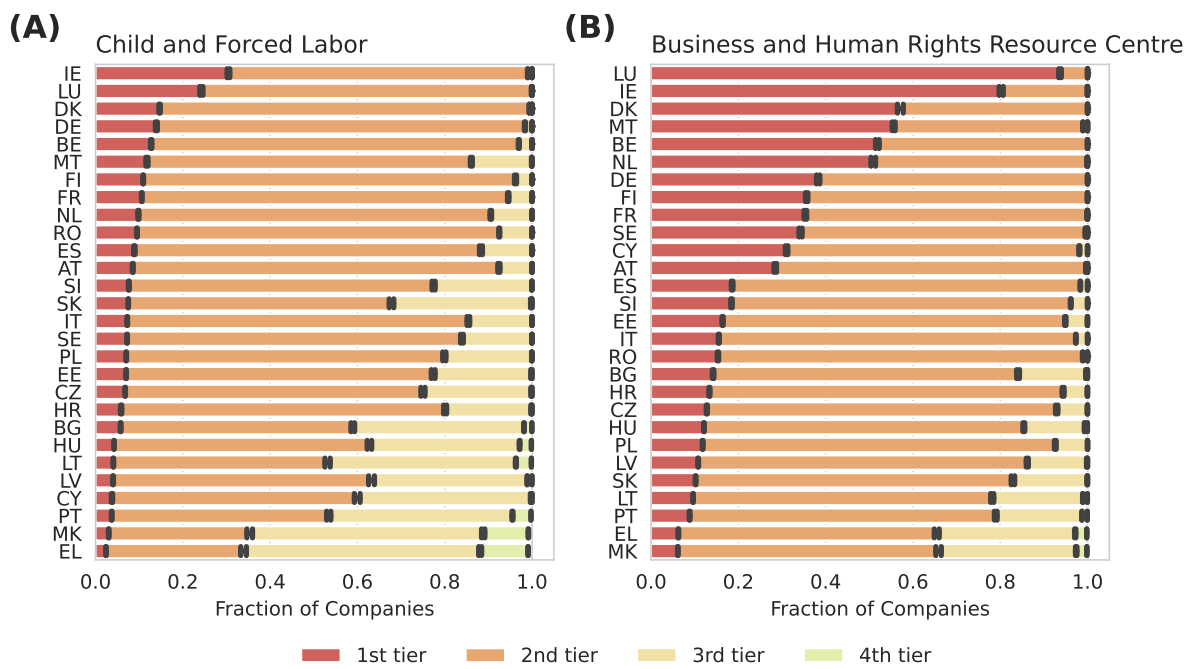 (A)
Child and Forced Labor
IE
LU
DK
DE
BE
MT
FI
FR
NL
RO
ES
AT
SI
SK
IT
SE
PL
EE
CZ
HR
BG
HU
LT
LV
CY
PT
MK
EL
0.0 0.2 0.4 0.6 0.8 1.0
Fraction of Companies
(B)
Business and Human Rights Resource Centre
LU
IE
DK
MT
BE
NL
DE
FI
FR
SE
CY
AT
ES
SI
EE
IT
RO
BG
HR
CZ
HU
PL
LV
SK
LT
PT
EL
MK
0.0 0.2 0.4 0.6 0.8 1.0
Fraction of Companies
1st tier 2nd tier 3rd tier 4th tier